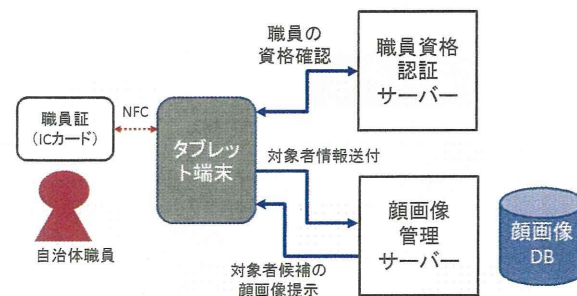 職員の
資格確認
職員資格
認証
サーバー
NFC
職員証
（ICカード）
タブレッ
ト端末
対象者情報送付
自治体職員
顔画像
管理
サーバー
顔画像
DB
対象者候補の
顔画像提示